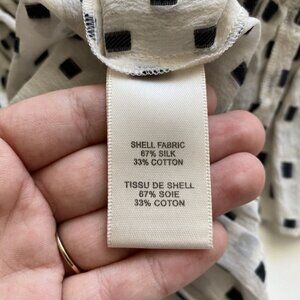 SHELL FABRIC
67% SILK
33% COTTON
TISSU DE SHELL
67% SOIE
33% COTON